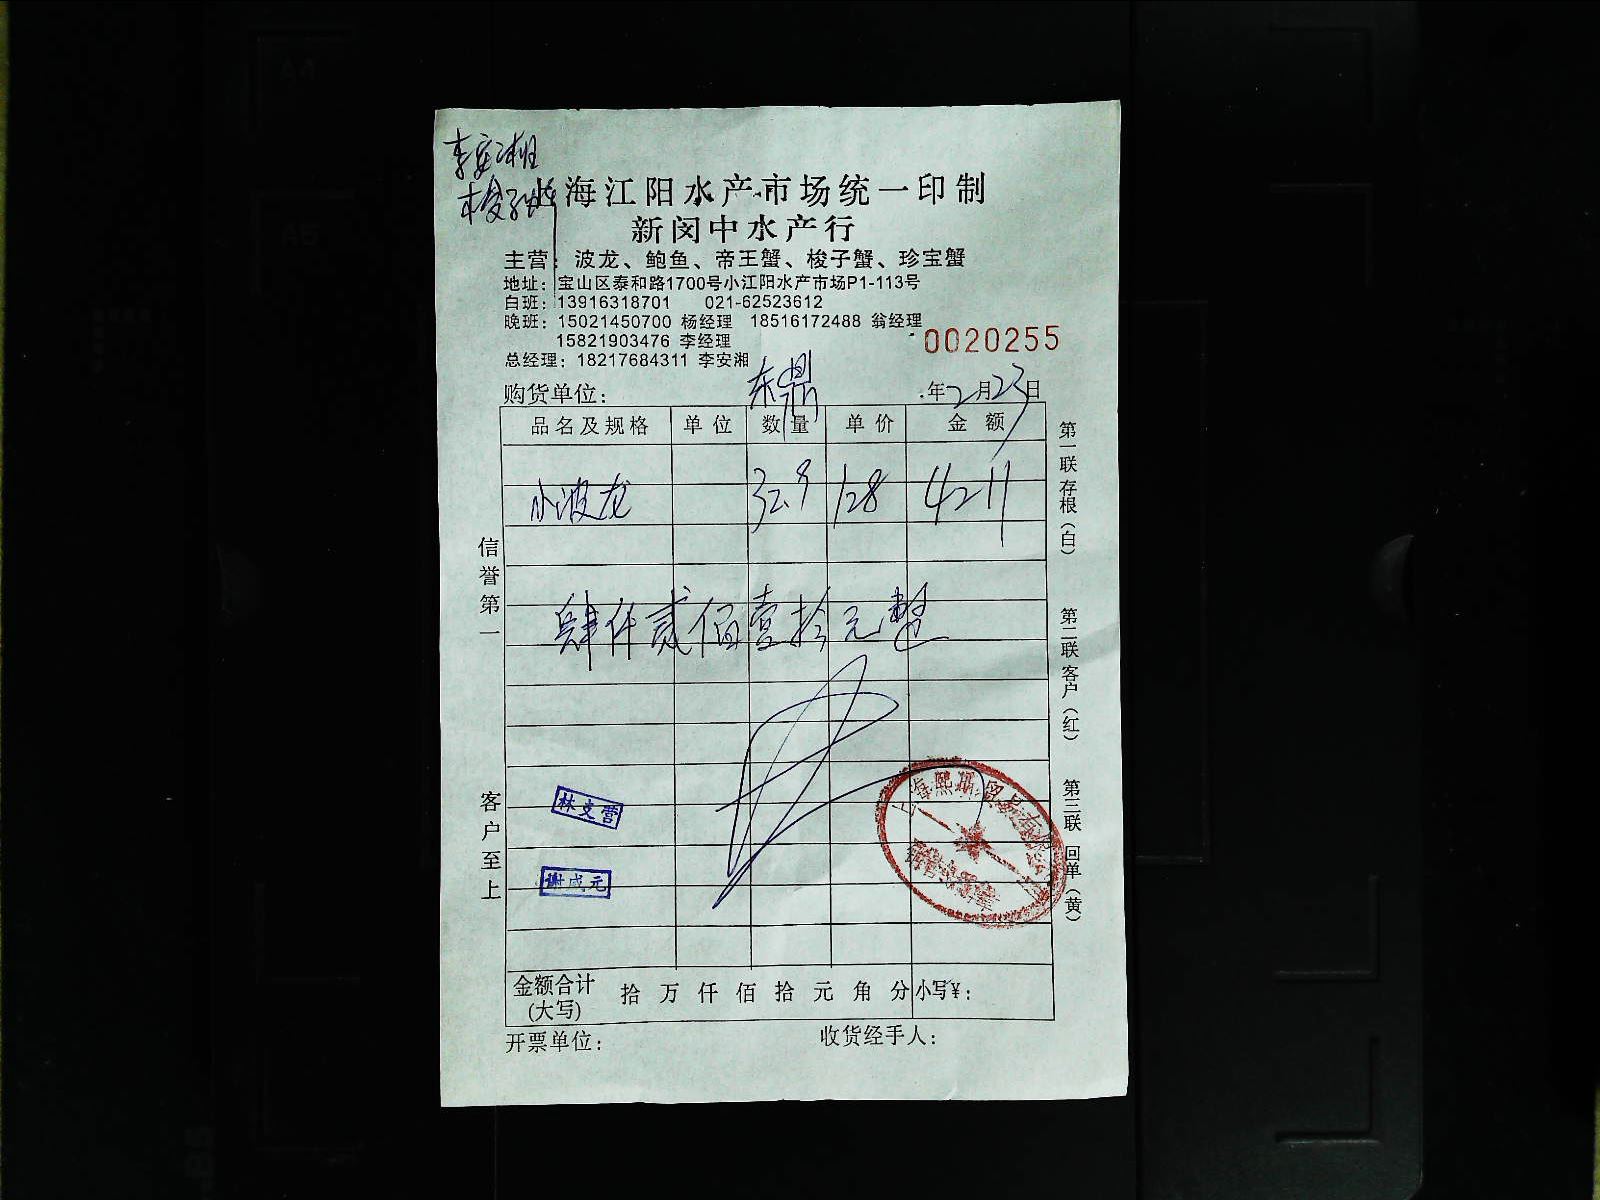 李安湘
梭子蟹
上海江阳水产市场统一印制
新闵中水产行
主营：波龙、鲍鱼、帝王蟹、梭子蟹、珍宝蟹
地址：宝山区泰和路1700号小江阳水产市场P1-113号
白班：13916318701 021-62523612
晚班：15021450700 杨经理 18516172488 翁经理
15821903476 李经理
0020255
总经理：18217684311 李安湘
购货单位：东鼎 年2月23日
品名及规格 单位 数量 单价 金额
小波龙 32.9 128 4211
肆仟贰佰壹拾元整
信誉第一
客户至上
第一联存根（白）
第二联客户（红）
第三联回单（黄）
林支营
谢成元
金额合计
(大写)
拾 万 仟 佰 拾 元 角 分 小写¥：
开票单位： 收货经手人：